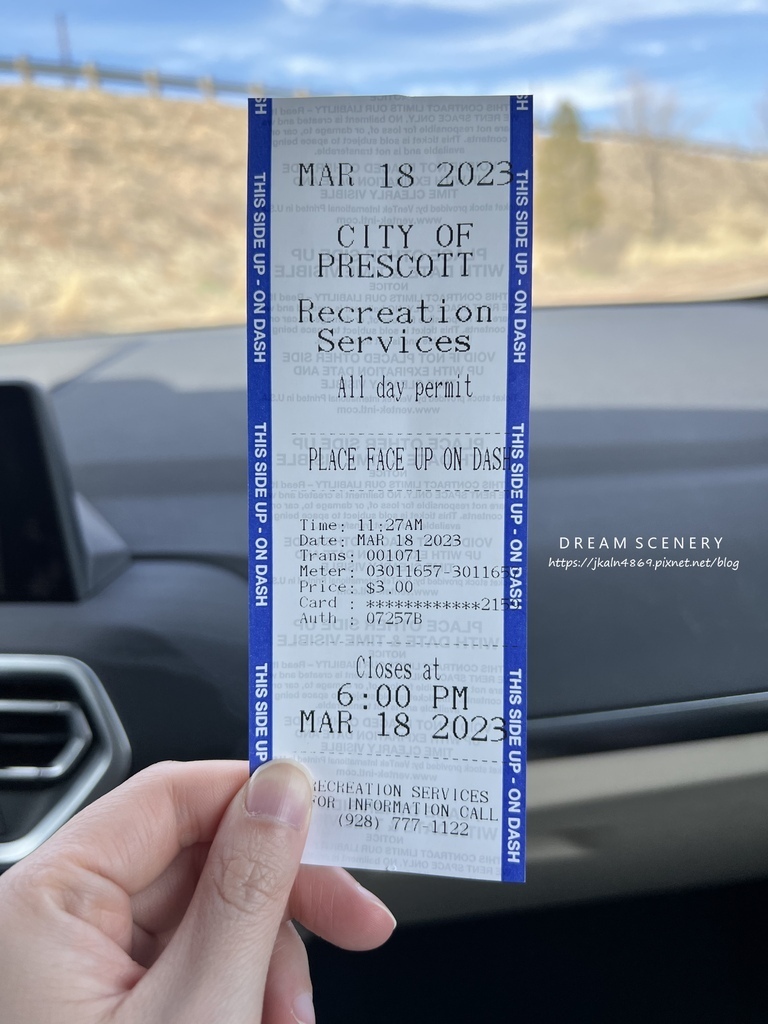 MAR 18 2023
CITY OF
PRESCOTT
Recreation
Services
All day permit
PLACE FACE UP ON DASH
Time: 11:27AM
Date: MAR 18 2023
Trans: 001071
Meter: 03011657-301165
Price: $3.00
Card : ************215
Auth : 07257B
Closes at
6:00 PM
MAR 18 2023
RECREATION SERVICES
FOR INFORMATION CALL
(928) 777-1122
SH
THIS SIDE UP - ON DASH
THIS SIDE UP - ON DASH
THIS SIDE UP
SH
THIS SIDE UP - ON DASH
THIS SIDE UP - ON DASH
THIS SIDE UP - ON DASH
DREAM SCENERY
https://jkaln4869.pixnet.net/blog